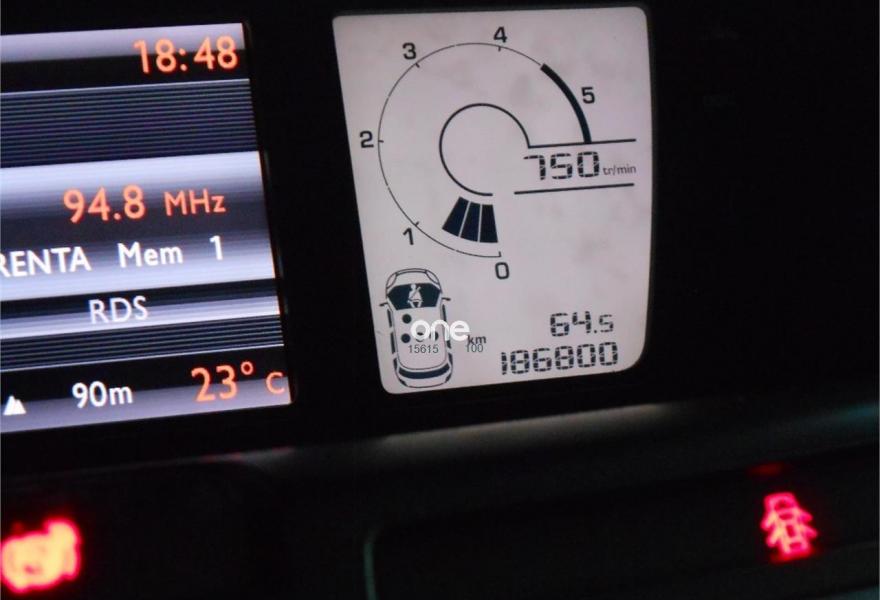 18:48
94.8 MHz
RENTA Mem 1
RDS
90m 23° C
4
3
5
2
750 tr/min
1
0
one
15615 100
km
64.5
186800